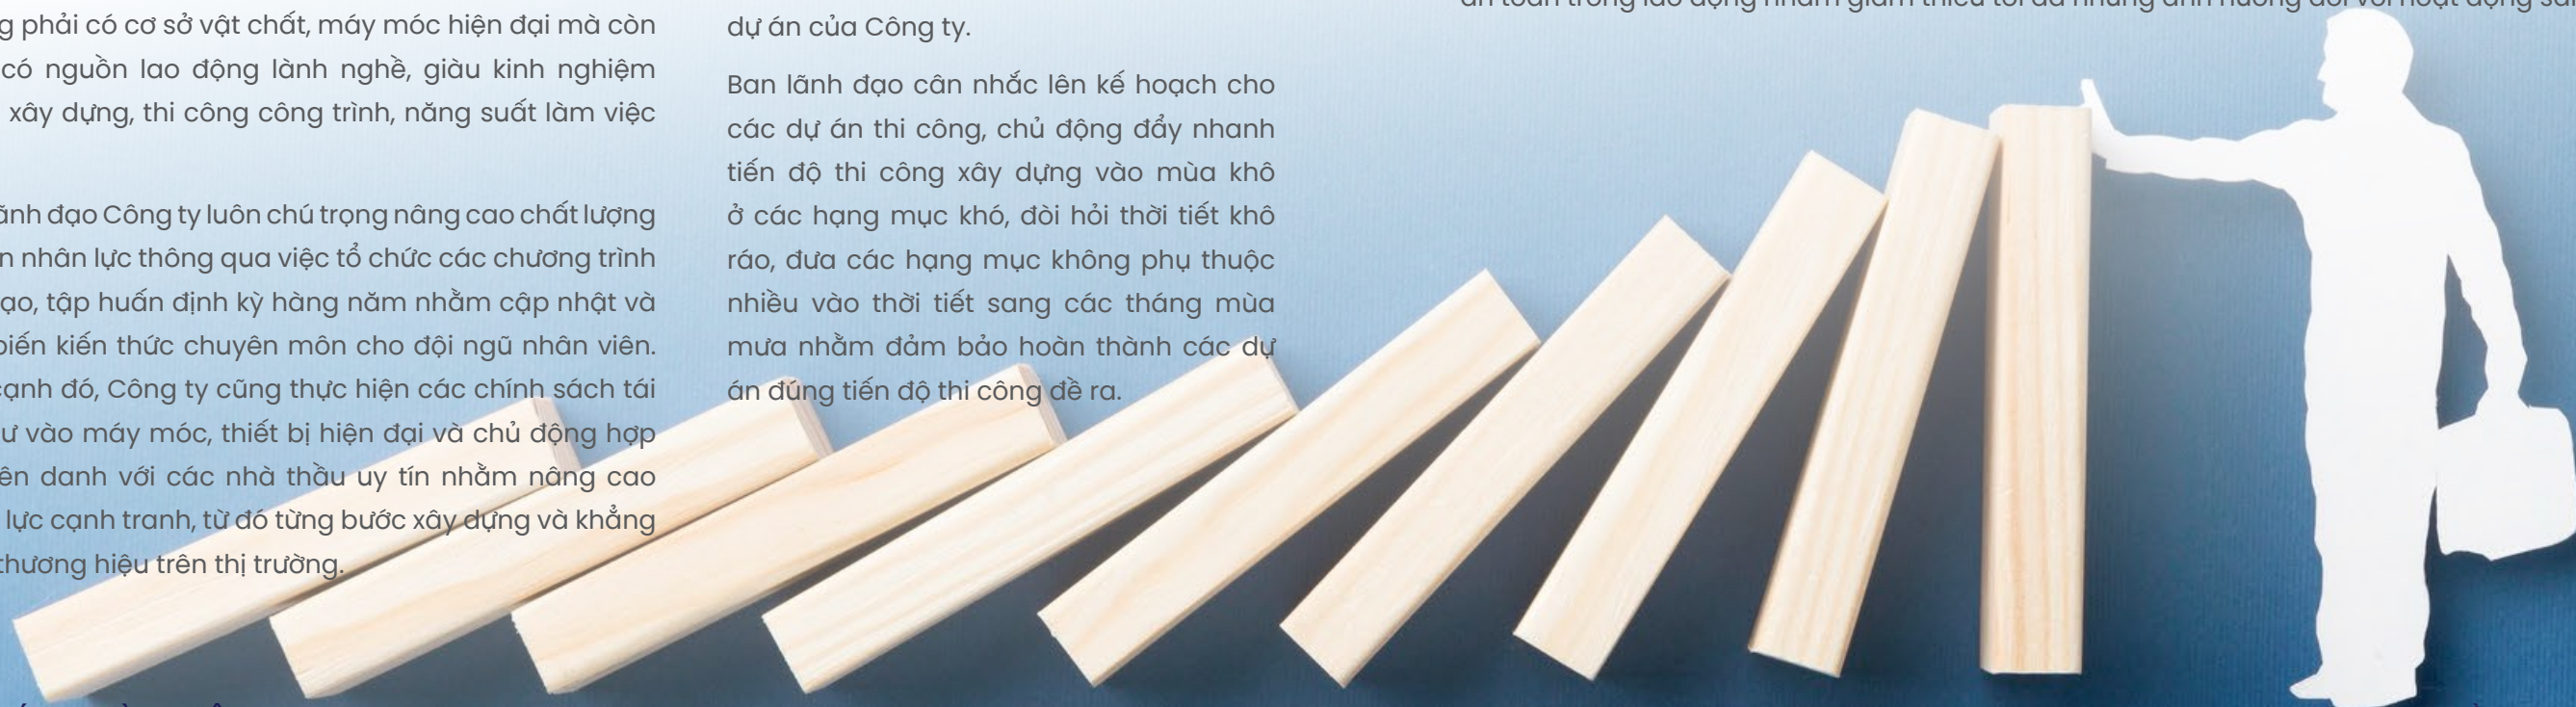 phải có cơ sở vật chất, máy móc hiện đại mà còn
có nguồn lao động lành nghề, giàu kinh nghiệm
xây dựng, thi công công trình, năng suất làm việc
đạo Công ty luôn chú trọng nâng cao chất lượng
nhân lực thông qua việc tổ chức các chương trình
tập huấn định kỳ hàng năm nhằm cập nhật và
biến kiến thức chuyên môn cho đội ngũ nhân viên.
cạnh đó, Công ty cũng thực hiện các chính sách tái
vào máy móc, thiết bị hiện đại và chủ động hợp
danh với các nhà thầu uy tín nhằm nâng cao
lực cạnh tranh, từ đó từng bước xây dựng và khẳng
thương hiệu trên thị trường.
dự án của Công ty.
Ban lãnh đạo cân nhắc lên kế hoạch cho
các dự án thi công, chủ động đẩy nhanh
tiến độ thi công xây dựng vào mùa khô
ở các hạng mục khó, đòi hỏi thời tiết khô
ráo, đưa các hạng mục không phụ thuộc
nhiều vào thời tiết sang các tháng mùa
mưa nhằm đảm bảo hoàn thành các dự
án đúng tiến độ thi công đề ra.